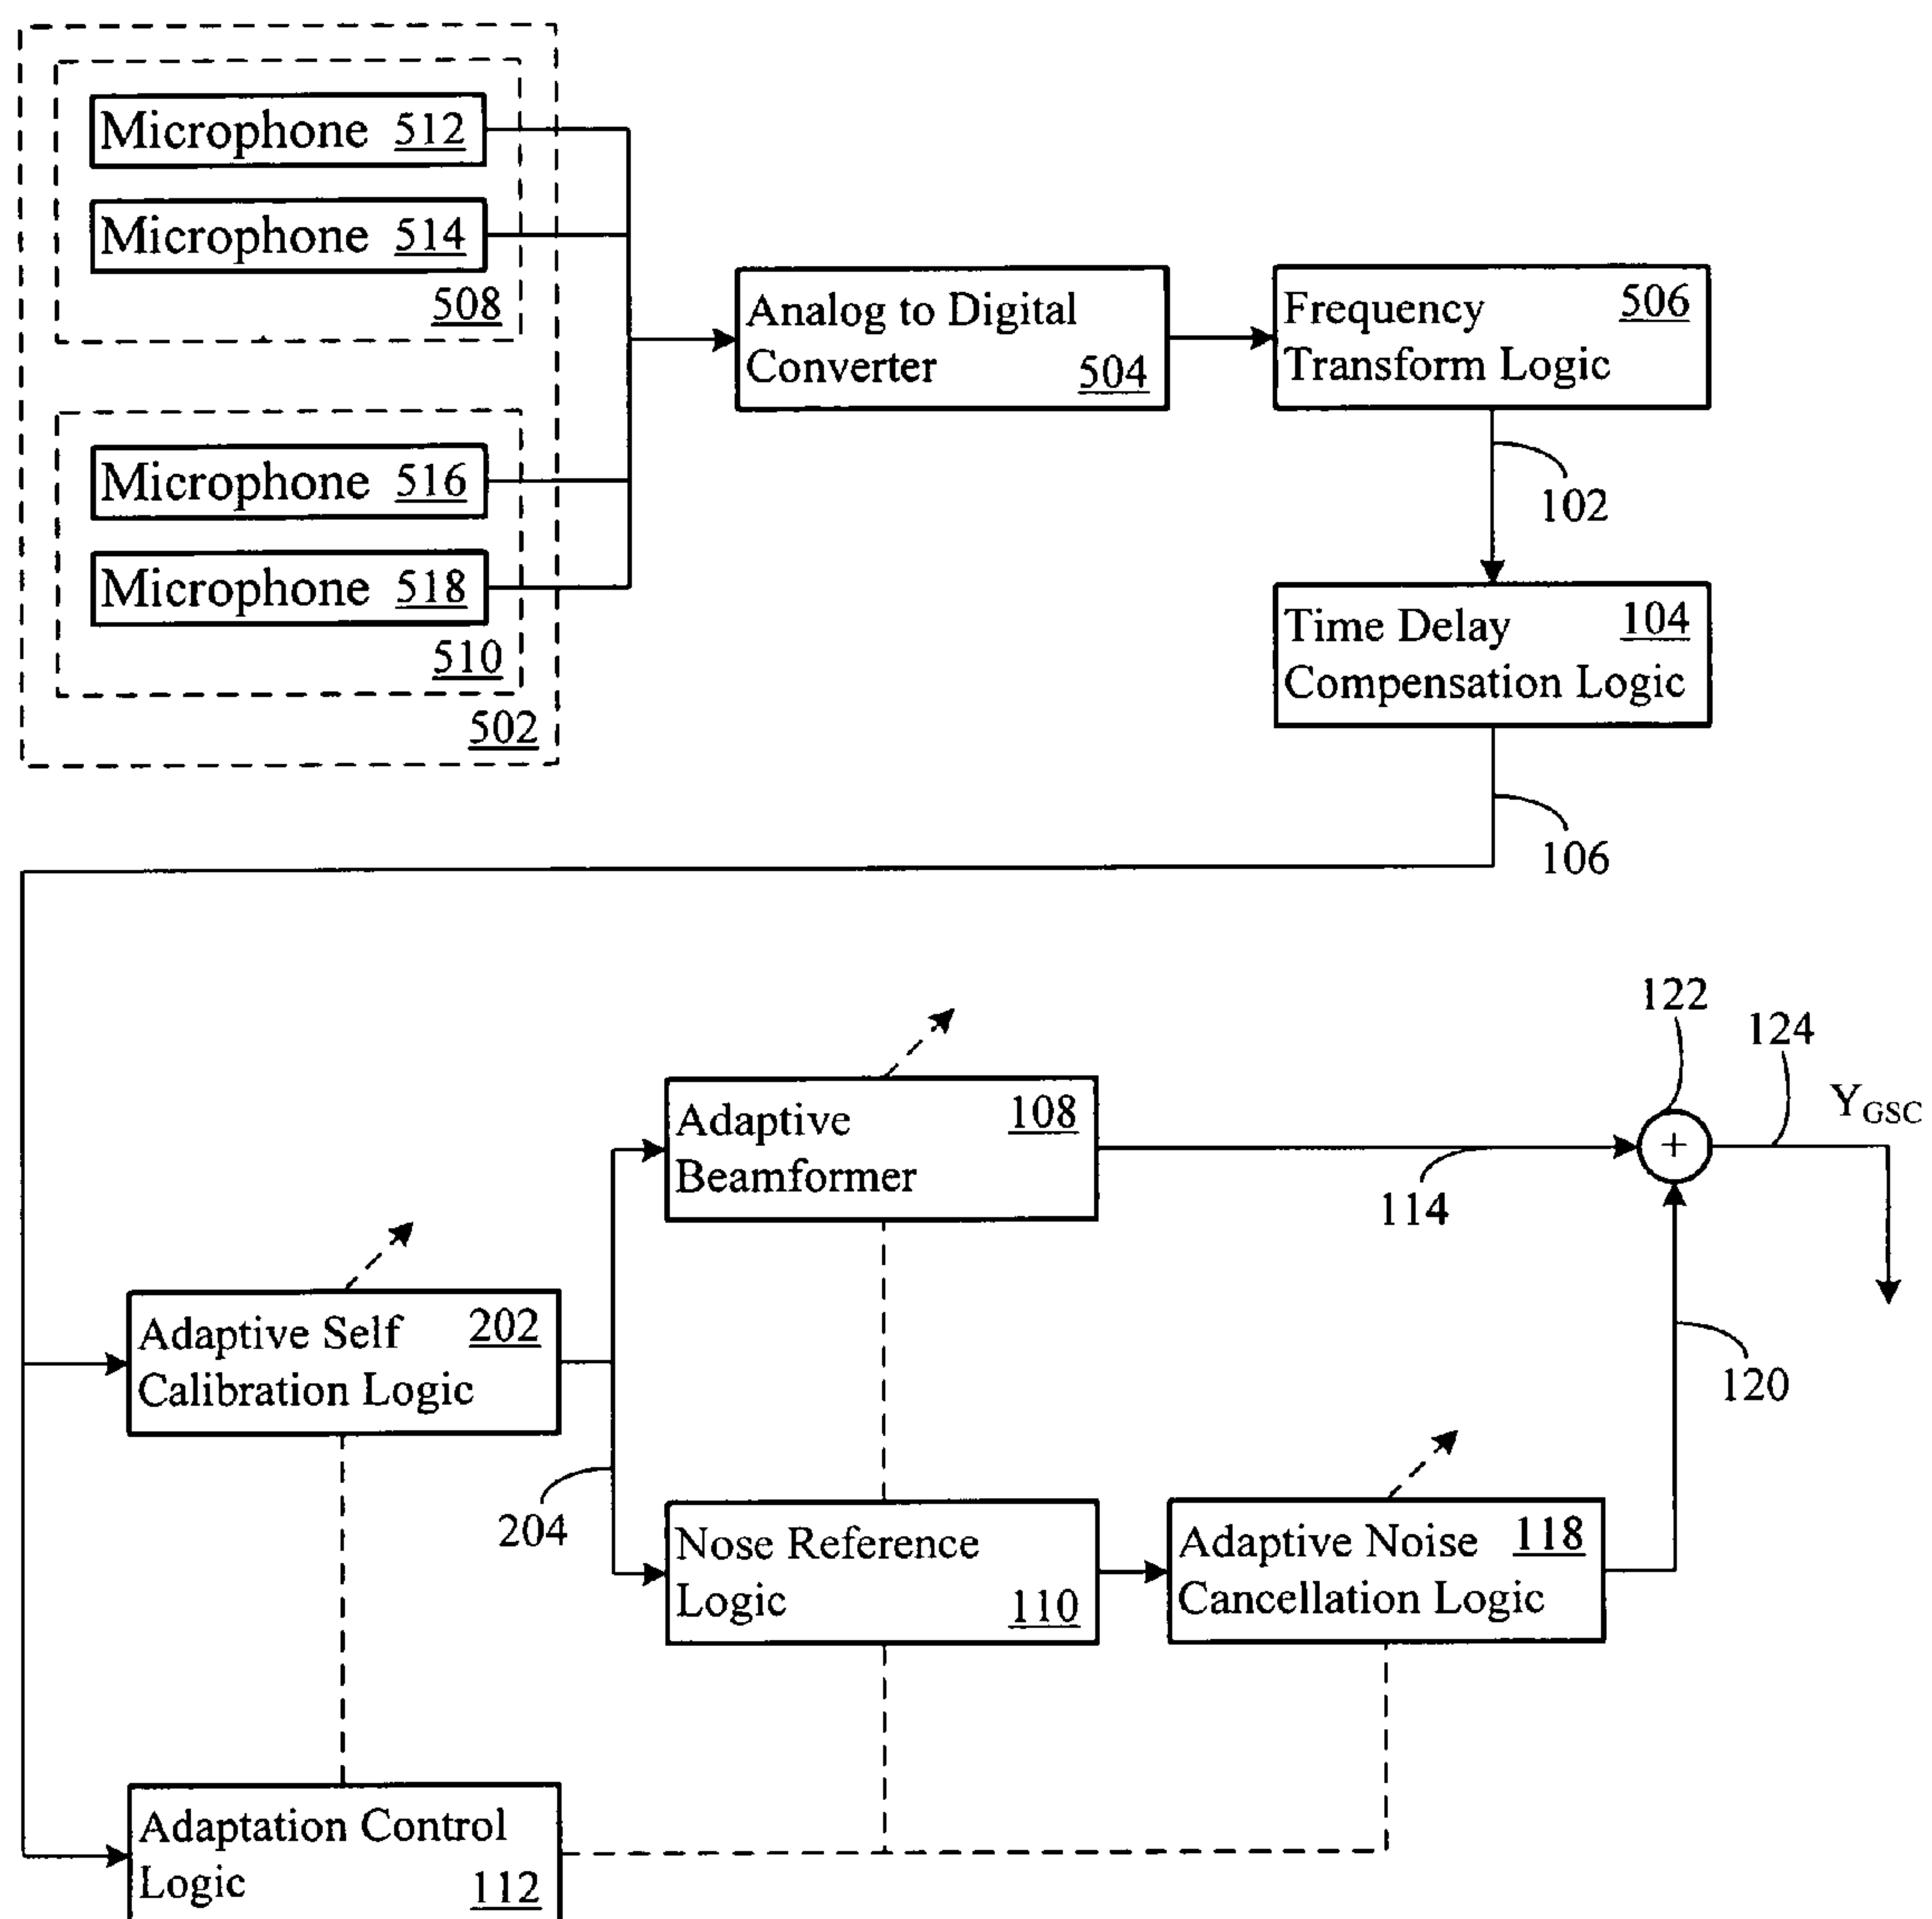 Microphone 512
Microphone 514
508
Microphone 516
Microphone 518
510
502
Analog to Digital
Converter 504
Frequency 506
Transform Logic
102
Time Delay 104
Compensation Logic
106
122
124
YGSC
Adaptive 108
Beamformer
+
114
Adaptive Self 202
Calibration Logic
120
204
Nose Reference
Logic 110
Adaptive Noise 118
Cancellation Logic
Adaptation Control
Logic 112